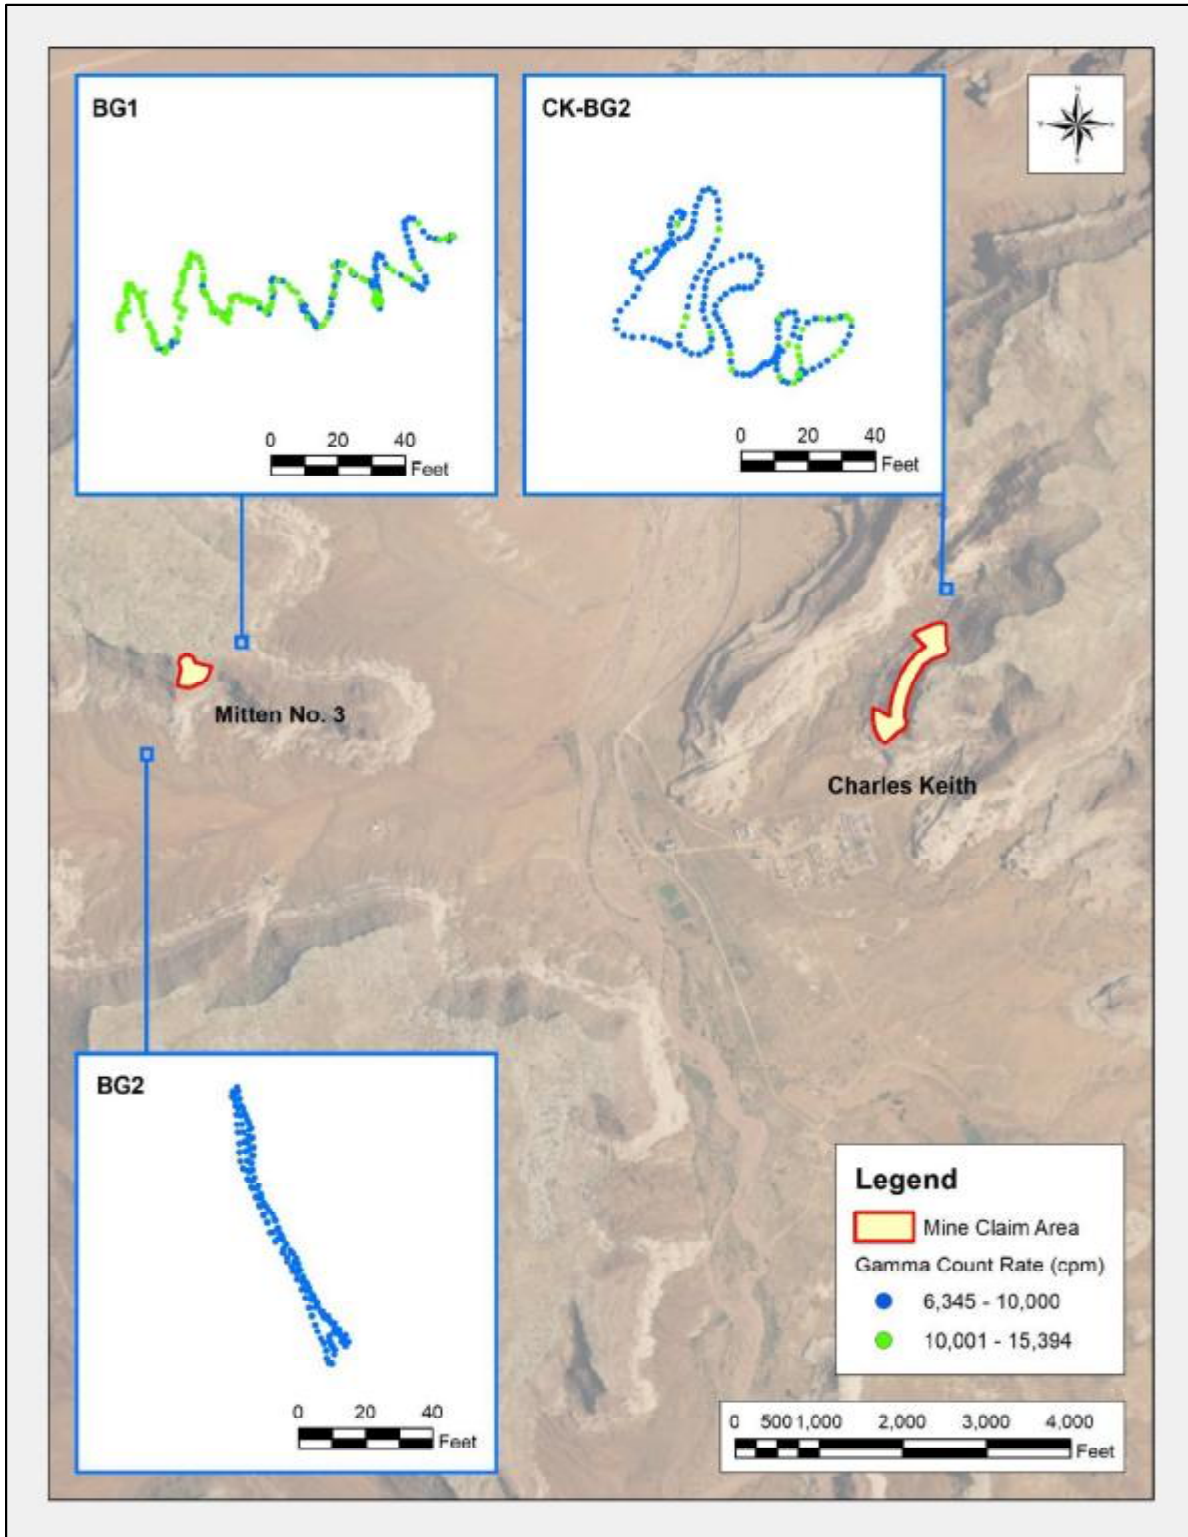 BG1
0 20 40
Feet
CK-BG2
0 20 40
Feet
N
Mitten No. 3
Charles Keith
BG2
0 20 40
Feet
Legend
Mine Claim Area
Gamma Count Rate (cpm)
6,345 - 10,000
10,001 - 15,394
0 500 1,000 2,000 3,000 4,000
Feet